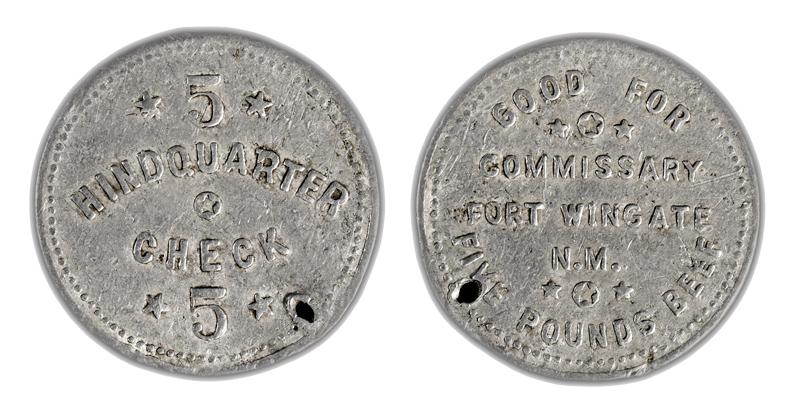 5
HINDQUARTER
CHECK
5
GOOD FOR
COMMISSARY
FORT WINGATE
N.M.
FIVE POUNDS BEEF